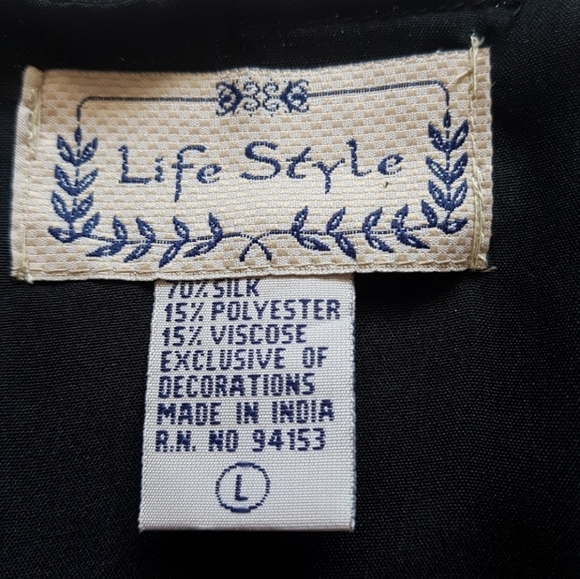 Life Style
70% SILK
15% POLYESTER
15% VISCOSE
EXCLUSIVE OF
DECORATIONS
MADE IN INDIA
R.N. NO 94153
L